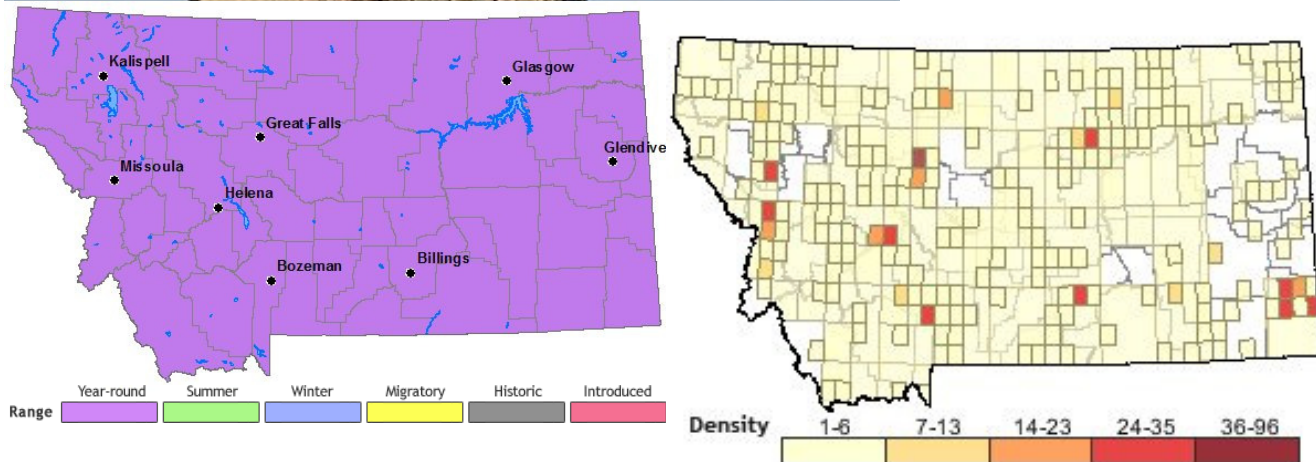 Kalispell
Glasgow
Great Falls
Glendive
Missoula
Helena
Bozeman
Billings
Year-round Summer Winter Migratory Historic Introduced
Range
Density 1-6 7-13 14-23 24-35 36-96